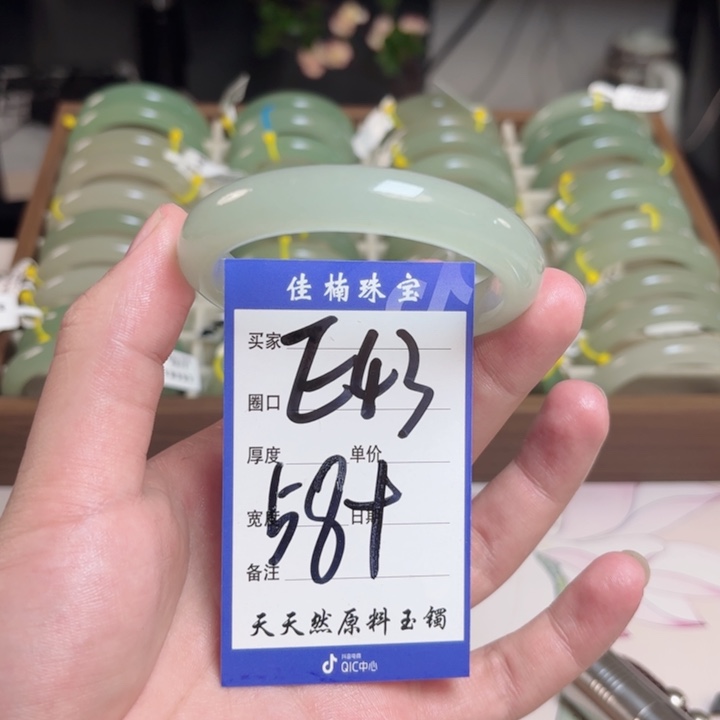 佳楠珠宝
买家 E43
圈口
厚度 单价
58+
宽度 日期
备注
天天然原料玉镯
抖音电商
QIC中心